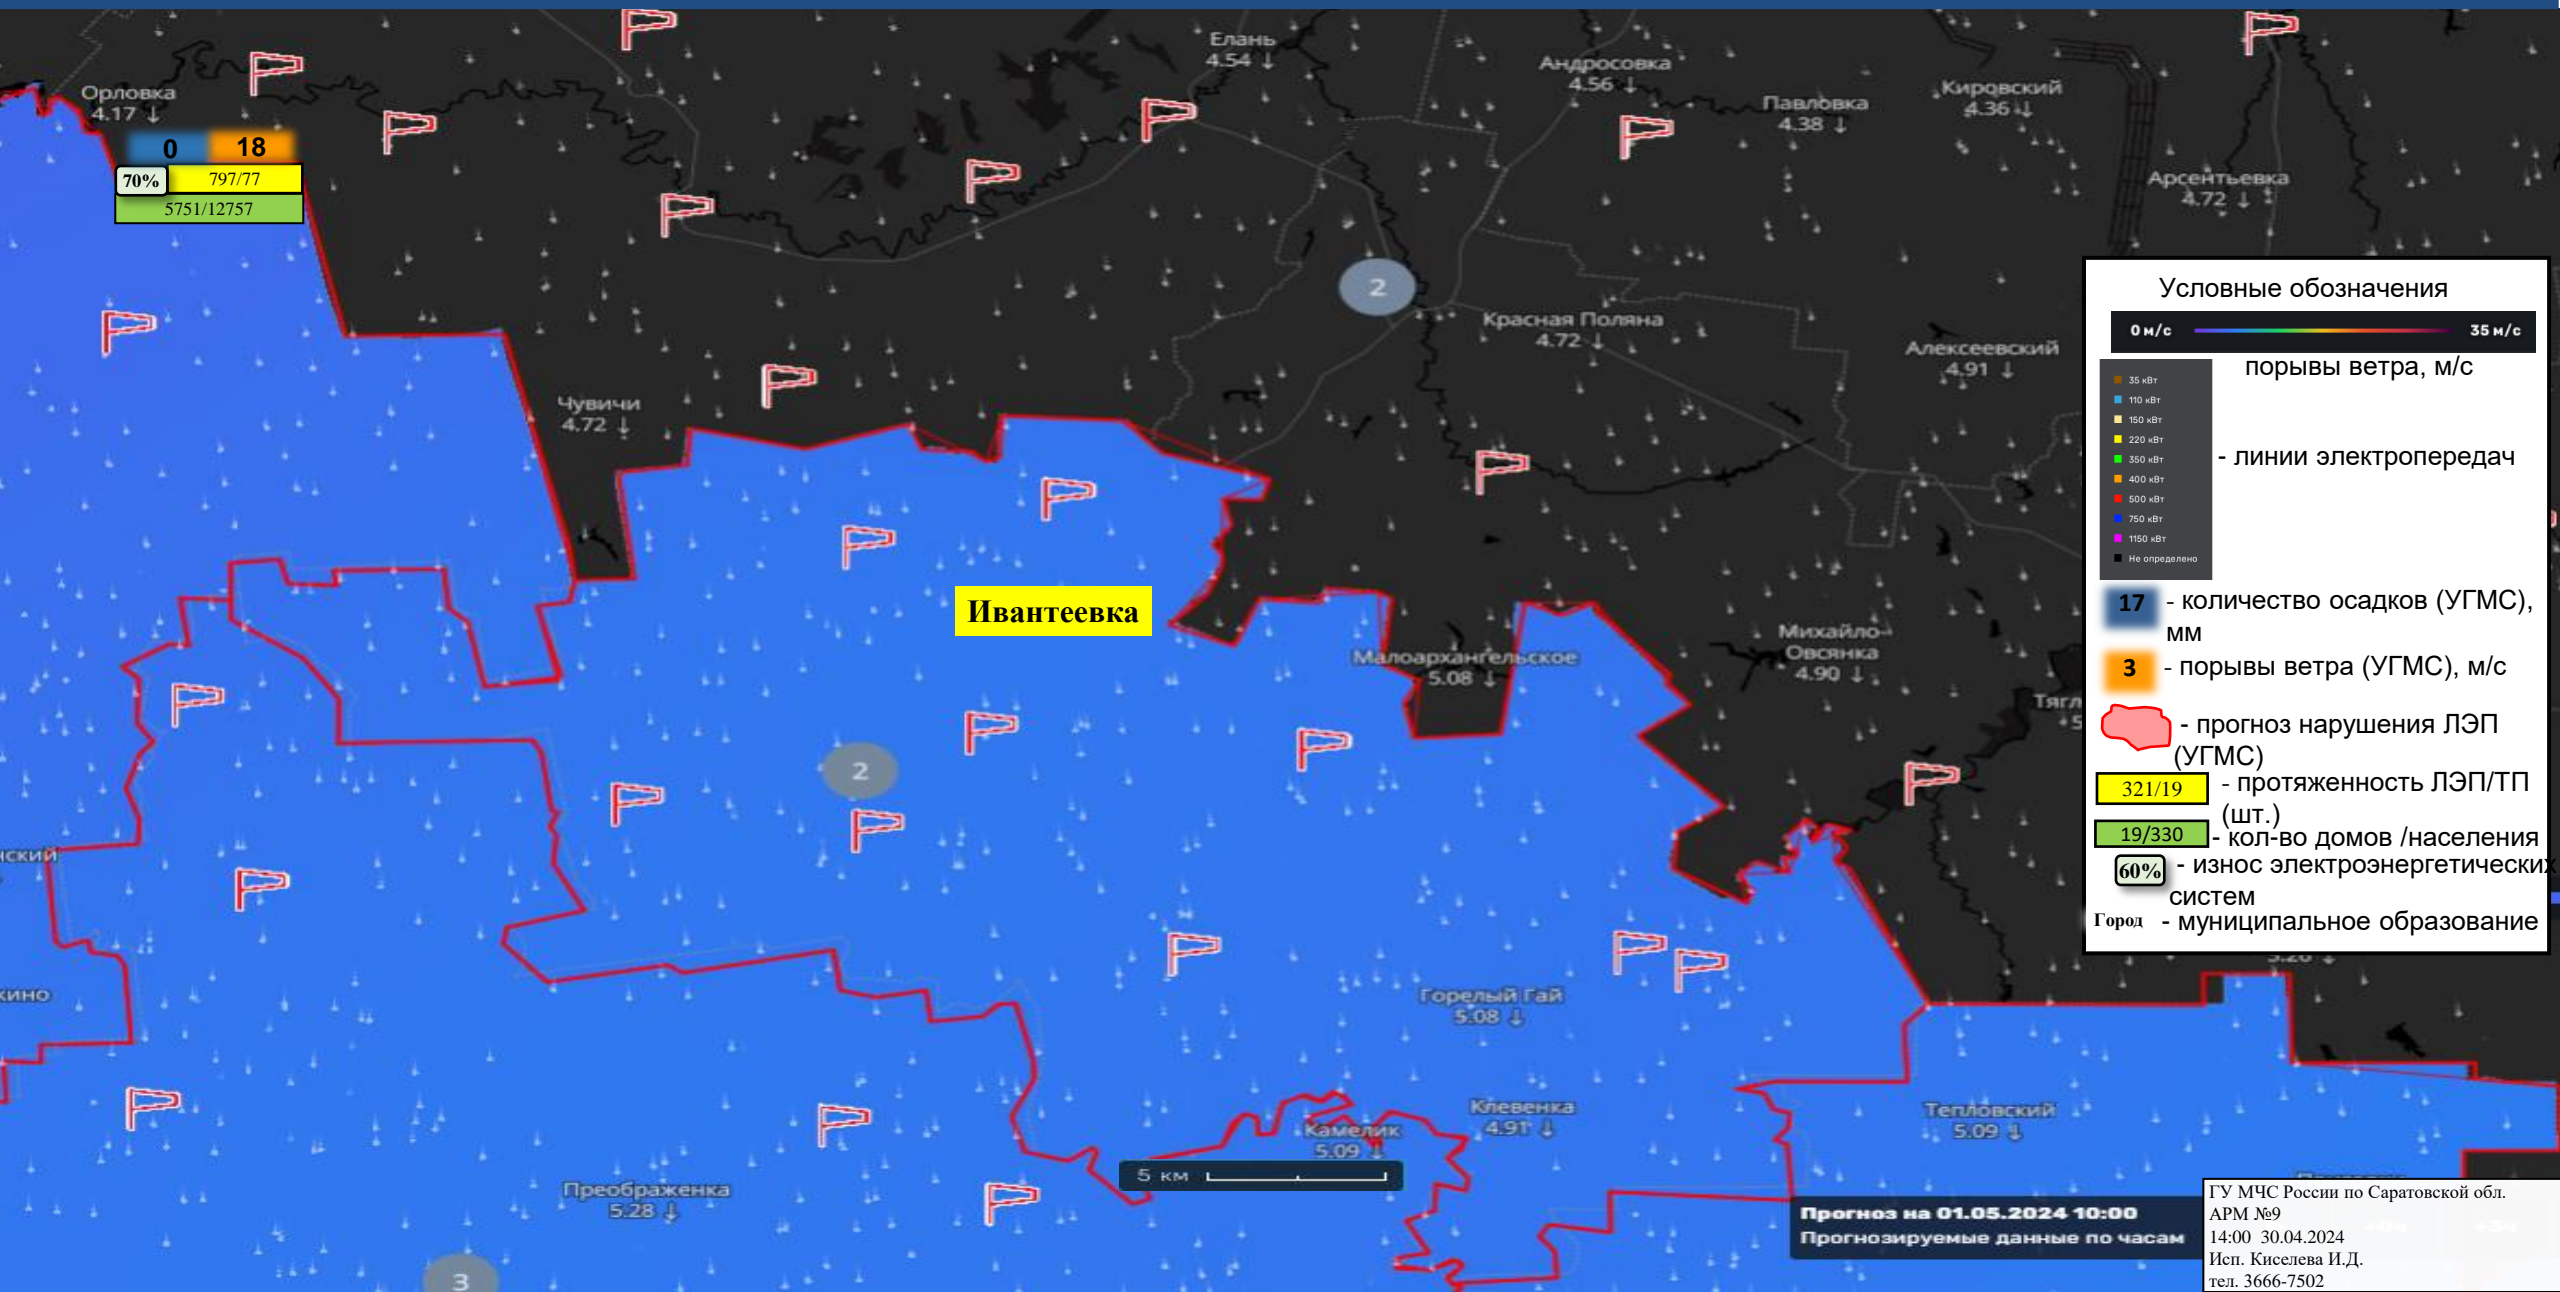 Елань
4.54 ↓
Андросовка
4.56 ↓
Кировский
4.36 ↓
Орловка
4.17 ↓
Павловка
4.38 ↓
0 18
70% 797/77
5751/12757
Арсентьевка
4.72 ↓
2
Красная Поляна
4.72 ↓
Алексеевский
4.91 ↓
Чувичи
4.72 ↓
Ивантеевка
Малоархангельское
5.08 ↓
Михайло-
Овсянка
4.90 ↓
2
Горелый Гай
5.08 ↓
Клевенка
4.91 ↓
Камелик
5.09 ↓
Тепловский
5.09 ↓
Преображенка
5.28 ↓
3
5 км
Условные обозначения
0 м/с 35 м/с
порывы ветра, м/с
35 кВт
110 кВт
150 кВт
220 кВт
350 кВт
400 кВт
500 кВт
750 кВт
1150 кВт
Не определено
- линии электропередач
17 - количество осадков (УГМС),
мм
3 - порывы ветра (УГМС), м/с
- прогноз нарушения ЛЭП
(УГМС)
321/19 - протяженность ЛЭП/ТП
(шт.)
19/330 - кол-во домов /населения
60% - износ электроэнергетических
систем
Город - муниципальное образование
Прогноз на 01.05.2024 10:00
Прогнозируемые данные по часам
ГУ МЧС России по Саратовской обл.
АРМ №9
14:00 30.04.2024
Исп. Киселева И.Д.
тел. 3666-7502